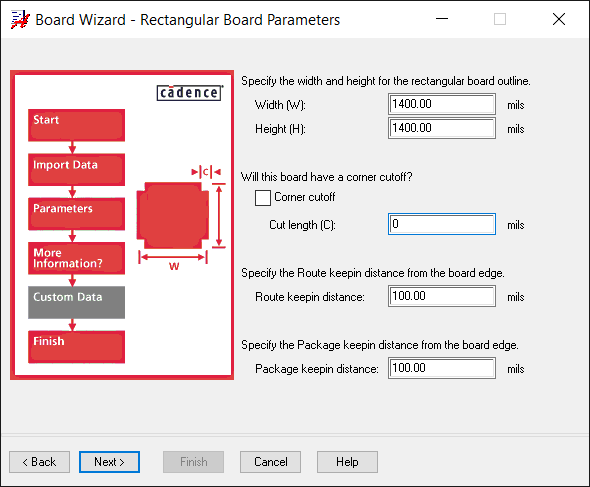 Board Wizard - Rectangular Board Parameters
cadence
Start
Import Data
Parameters
More
Information?
Custom Data
Finish
C
W
Specify the width and height for the rectangular board outline.
Width (W): 1400.00 mils
Height (H): 1400.00 mils
Will this board have a corner cutoff?
Corner cutoff
Cut length (C): 0 mils
Specify the Route keepin distance from the board edge.
Route keepin distance: 100.00 mils
Specify the Package keepin distance from the board edge.
Package keepin distance: 100.00 mils
< Back Next > Finish Cancel Help